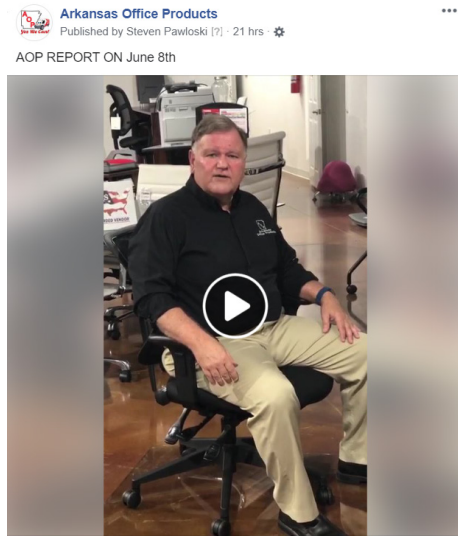 Arkansas Office Products
Published by Steven Pawloski [?] · 21 hrs ·
AOP REPORT ON June 8th